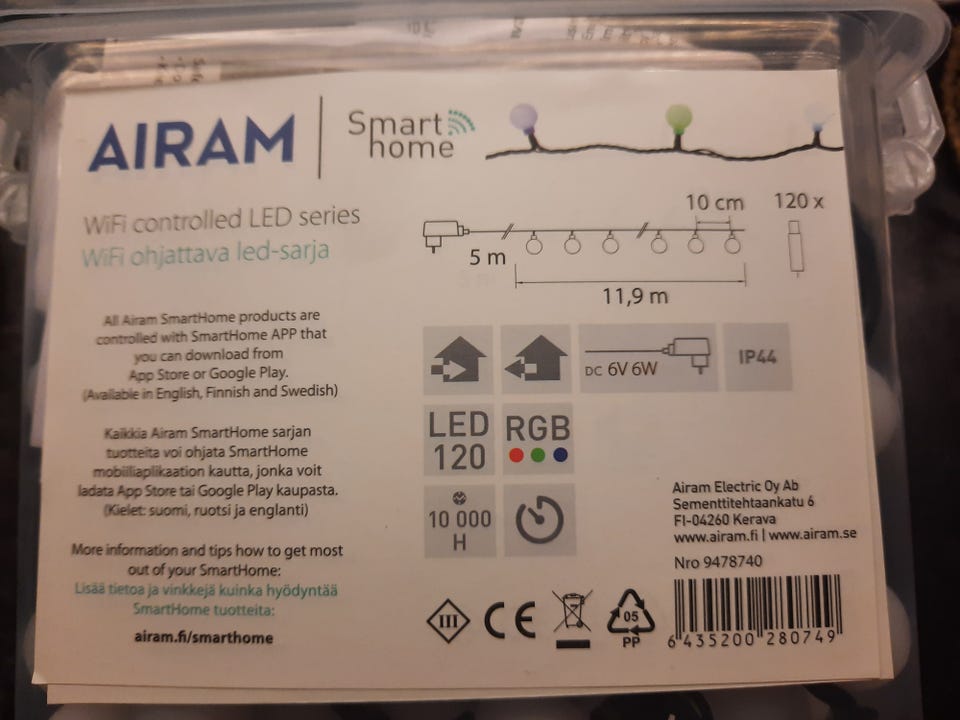 AIRAM
Smart
home
WiFi controlled LED series
WiFi ohjattava led-sarja
10 cm
120 x
5 m
11,9 m
All Airam SmartHome products are
controlled with SmartHome APP that
you can download from
App Store or Google Play.
(Available in English, Finnish and Swedish)
DC 6V 6W
IP44
LED
120
RGB
Kaikkia Airam SmartHome sarjan
tuotteita voi ohjata SmartHome
mobiiliaplikaation kautta, jonka voit
ladata App Store tai Google Play kaupasta.
(Kielet: suomi, ruotsi ja englanti)
10 000
H
Airam Electric Oy Ab
Sementtitehtaankatu 6
FI-04260 Kerava
www.airam.fi | www.airam.se
Nro 9478740
More information and tips how to get most
out of your SmartHome:
Lisää tietoa ja vinkkejä kuinka hyödyntää
SmartHome tuotteita:
airam.fi/smarthome
III
CE
05
PP
6 435200 280749